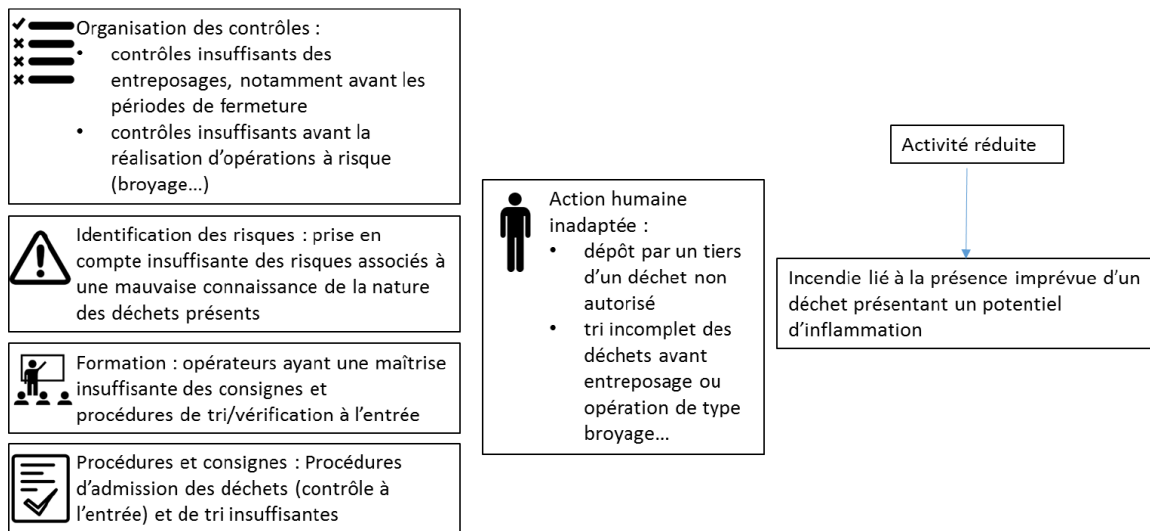 Organisation des contrôles :
• contrôles insuffisants des
entreposages, notamment avant les
périodes de fermeture
• contrôles insuffisants avant la
réalisation d’opérations à risque
(broyage…)
Identification des risques : prise en
compte insuffisante des risques associés à
une mauvaise connaissance de la nature
des déchets présents
Formation : opérateurs ayant une maîtrise
insuffisante des consignes et
procédures de tri/vérification à l’entrée
Procédures et consignes : Procédures
d’admission des déchets (contrôle à
l’entrée) et de tri insuffisantes
Action humaine
inadaptée :
• dépôt par un tiers
d’un déchet non
autorisé
• tri incomplet des
déchets avant
entreposage ou
opération de type
broyage…
Activité réduite
Incendie lié à la présence imprévue d’un
déchet présentant un potentiel
d’inflammation